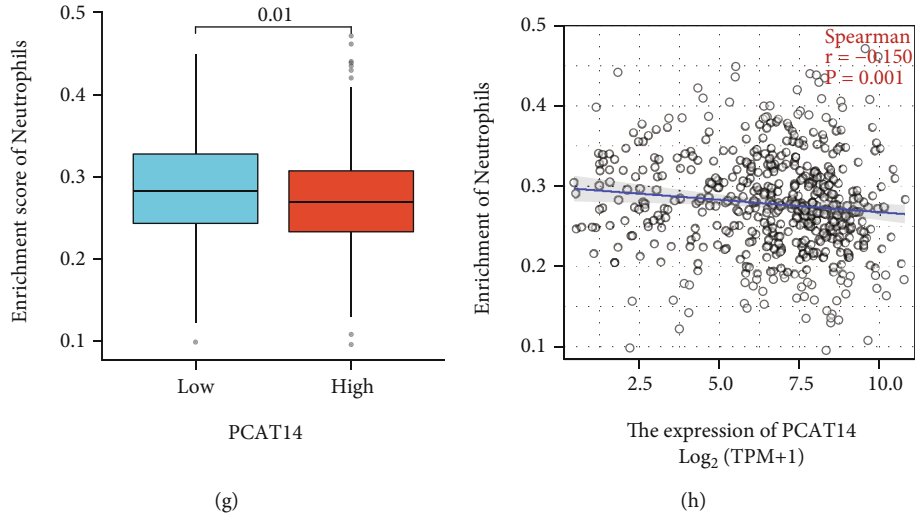 0.01
Enrichment score of Neutrophils
0.5
0.4
0.3
0.2
0.1
Low
High
PCAT14
(g)
Spearman
r = −0.150
P = 0.001
Enrichment of Neutrophils
0.5
0.4
0.3
0.2
0.1
2.5
5.0
7.5
10.0
The expression of PCAT14
Log₂ (TPM+1)
(h)